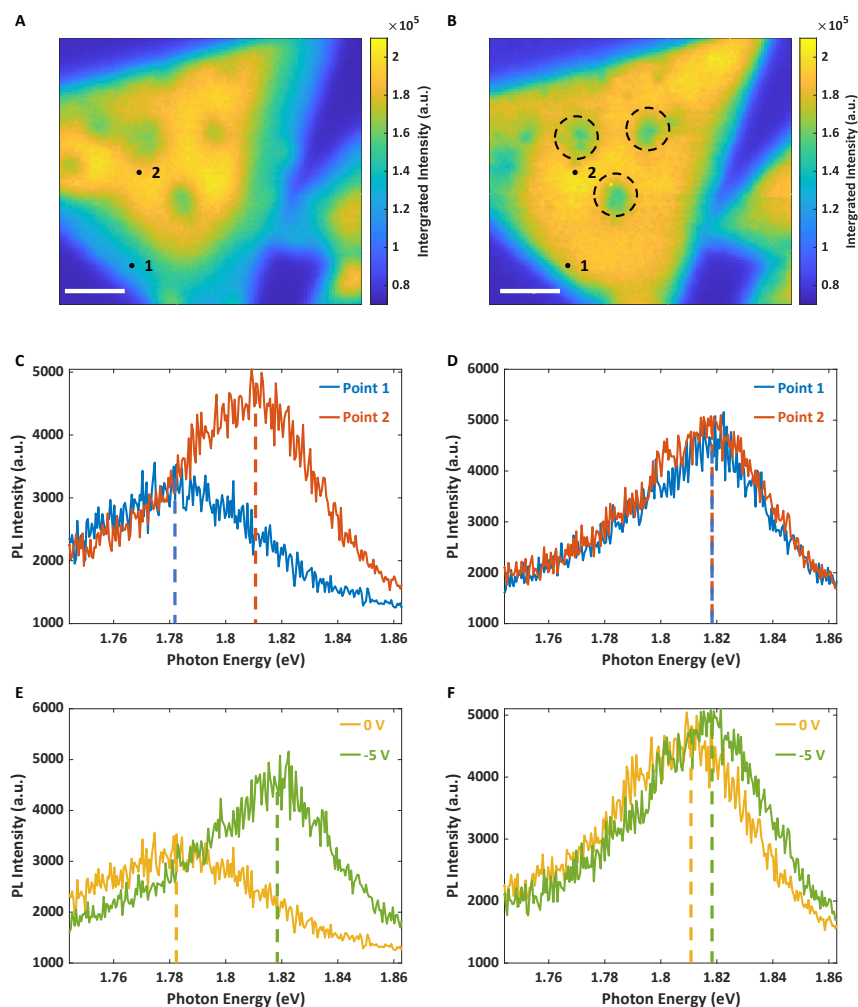 A
×10⁵
2
1.8
1.6
1.4
1.2
1
0.8
Intergrated Intensity (a.u.)
2
1
B
×10⁵
2
1.8
1.6
1.4
1.2
1
0.8
Intergrated Intensity (a.u.)
2
1
C
5000
4000
3000
2000
1000
PL Intensity (a.u.)
Point 1
Point 2
1.76 1.78 1.8 1.82 1.84 1.86
Photon Energy (eV)
D
6000
5000
4000
3000
2000
1000
PL Intensity (a.u.)
Point 1
Point 2
1.76 1.78 1.8 1.82 1.84 1.86
Photon Energy (eV)
E
6000
5000
4000
3000
2000
1000
PL Intensity (a.u.)
0 V
-5 V
1.76 1.78 1.8 1.82 1.84 1.86
Photon Energy (eV)
F
5000
4000
3000
2000
1000
PL Intensity (a.u.)
0 V
-5 V
1.76 1.78 1.8 1.82 1.84 1.86
Photon Energy (eV)